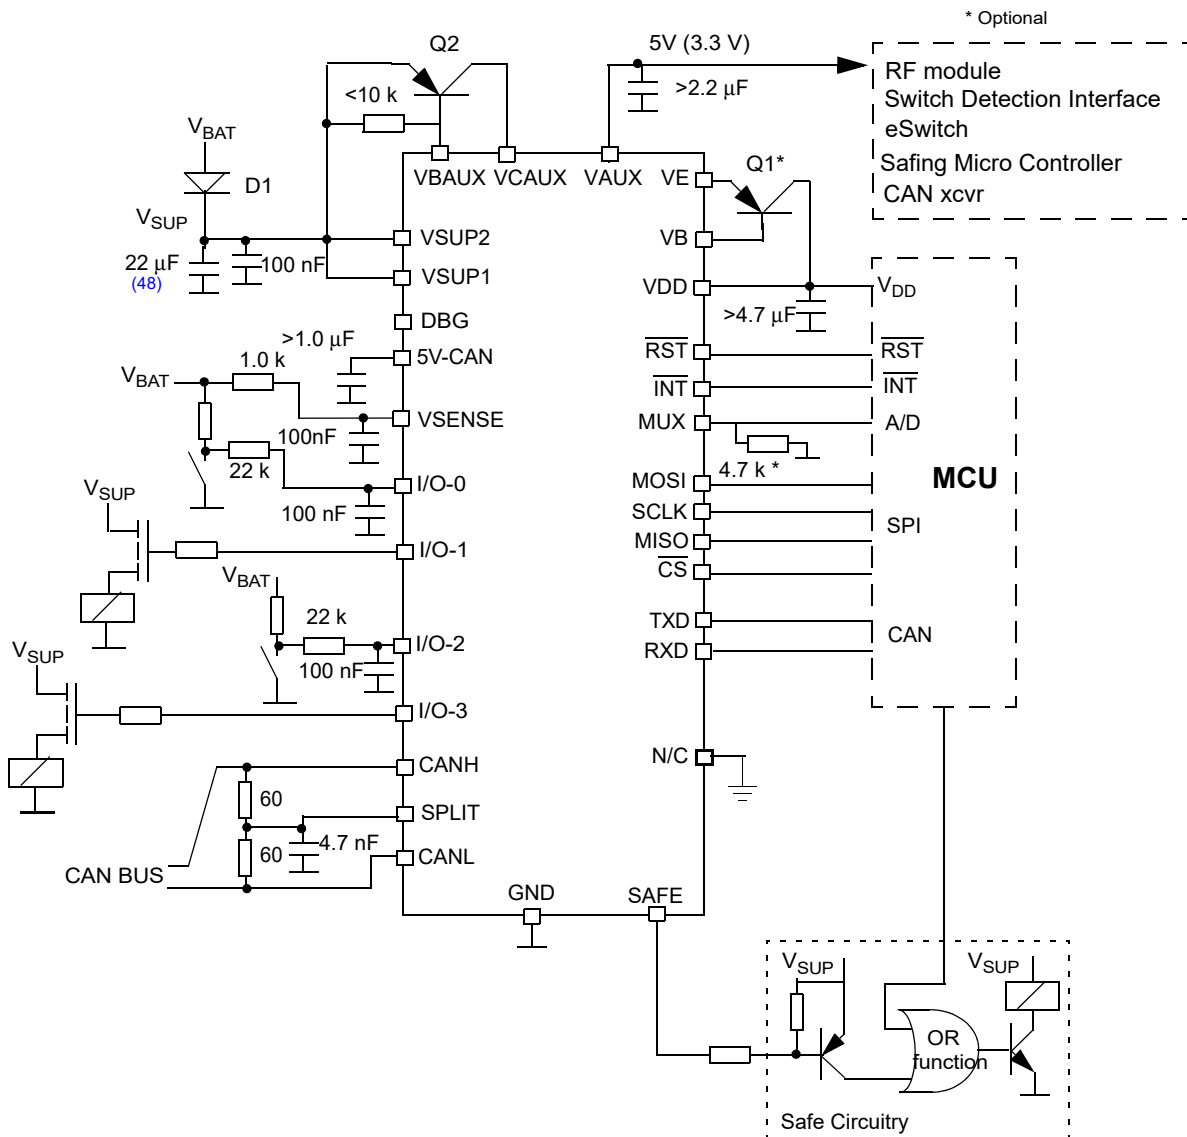 * Optional
Q2
5V (3.3 V)
RF module
Switch Detection Interface
eSwitch
Safing Micro Controller
CAN xcvr
<10 k
>2.2 μF
VBAT
D1
VSUP
22 μF
(48)
100 nF
VBAUX
VCAUX
VAUX
VE
Q1*
VSUP2
VB
VSUP1
VDD
VDD
>4.7 μF
DBG
>1.0 μF
5V-CAN
RST
RST
VBAT
1.0 k
INT
INT
VSENSE
100nF
MUX
A/D
22 k
4.7 k *
MCU
I/O-0
100 nF
MOSI
SCLK
SPI
MISO
CS
VSUP
I/O-1
VBAT
22 k
I/O-2
100 nF
TXD
RXD
CAN
VSUP
I/O-3
N/C
CANH
60
SPLIT
4.7 nF
60
CANL
CAN BUS
GND
SAFE
VSUP
VSUP
OR
function
Safe Circuitry